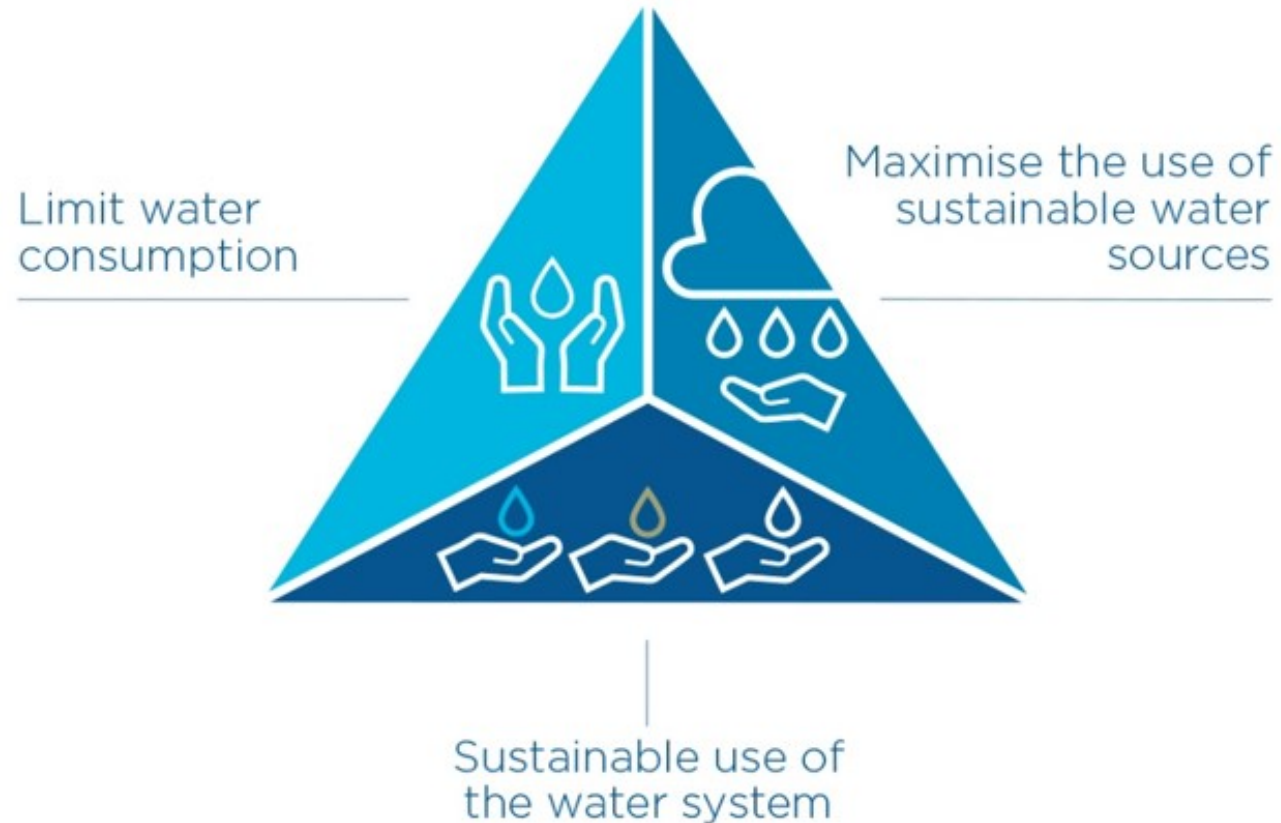 Limit water
consumption
Maximise the use of
sustainable water
sources
Sustainable use of
the water system